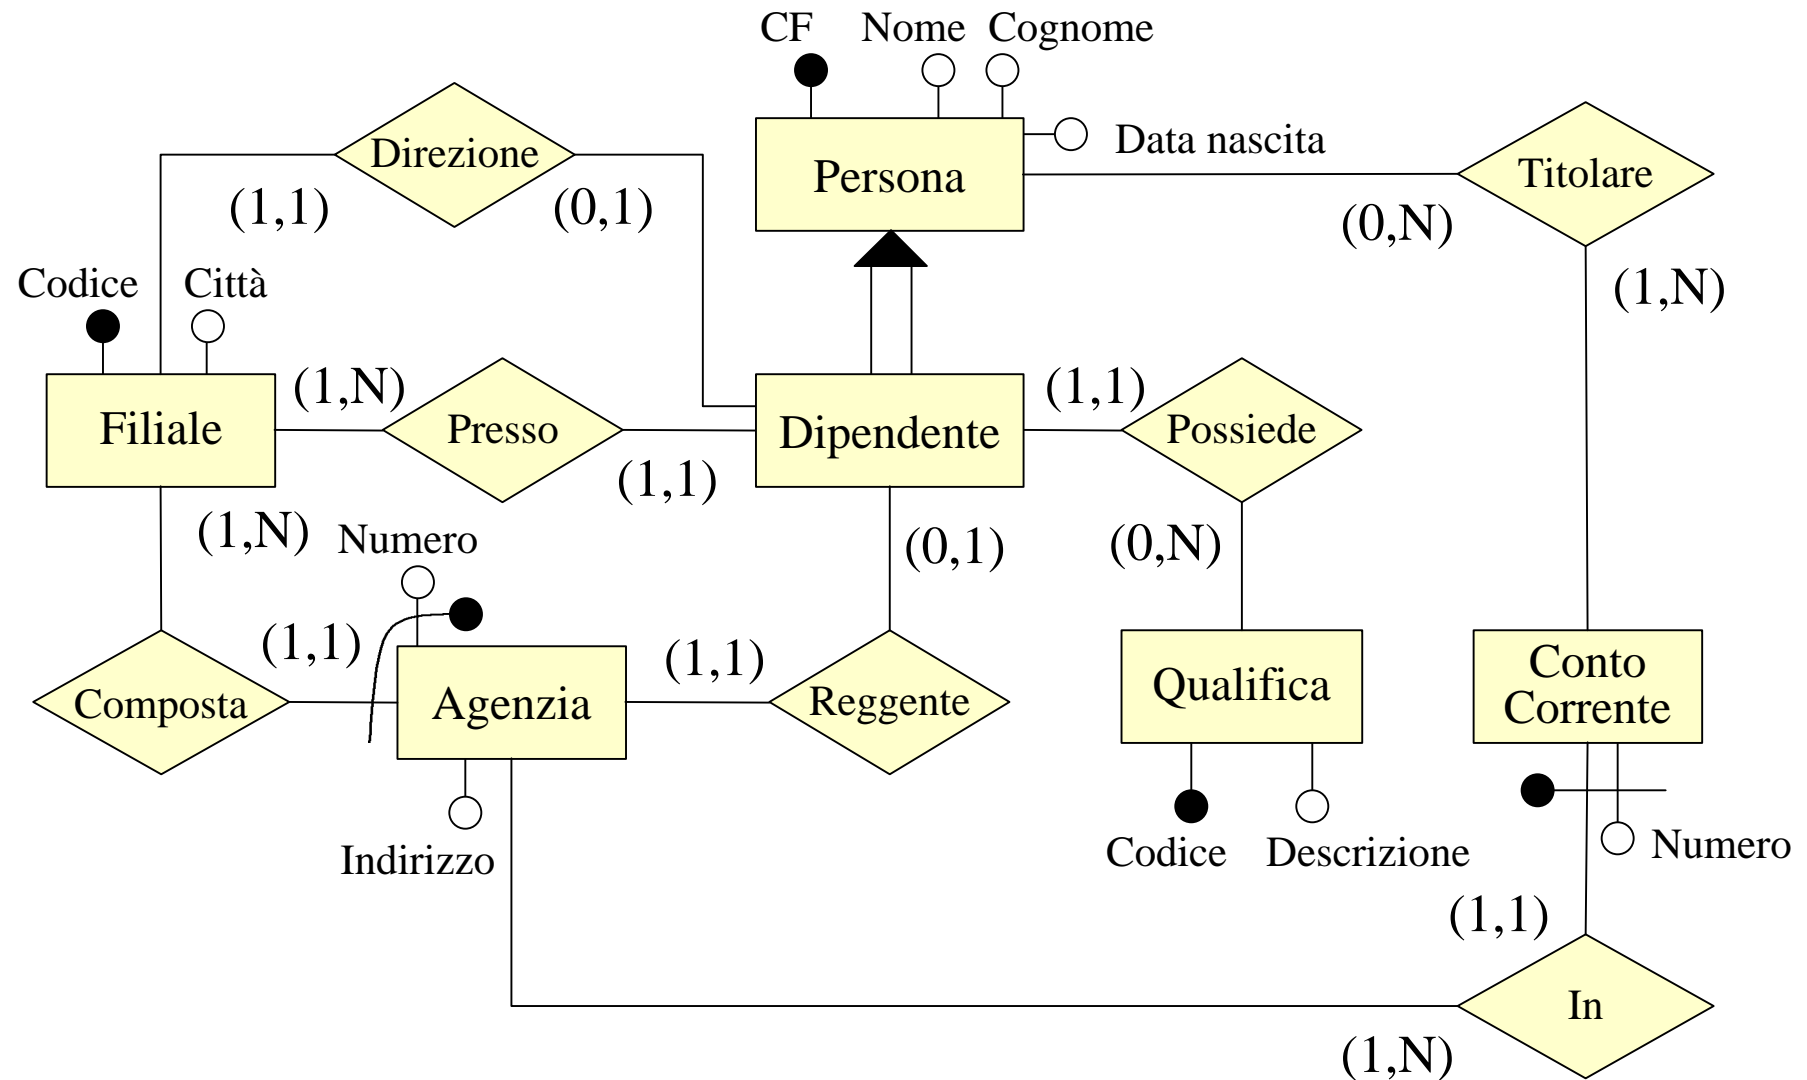 CF Nome Cognome
Data nascita
Direzione
Persona
Titolare
(1,1) (0,1)
(0,N)
Codice Città
(1,N)
(1,N)
(1,1)
Filiale
Presso
Dipendente
Possiede
(1,1)
(1,N)
Numero
(0,1)
(0,N)
(1,1)
(1,1)
Conto
Corrente
Composta
Agenzia
Reggente
Qualifica
Indirizzo
Codice
Descrizione
Numero
(1,1)
In
(1,N)